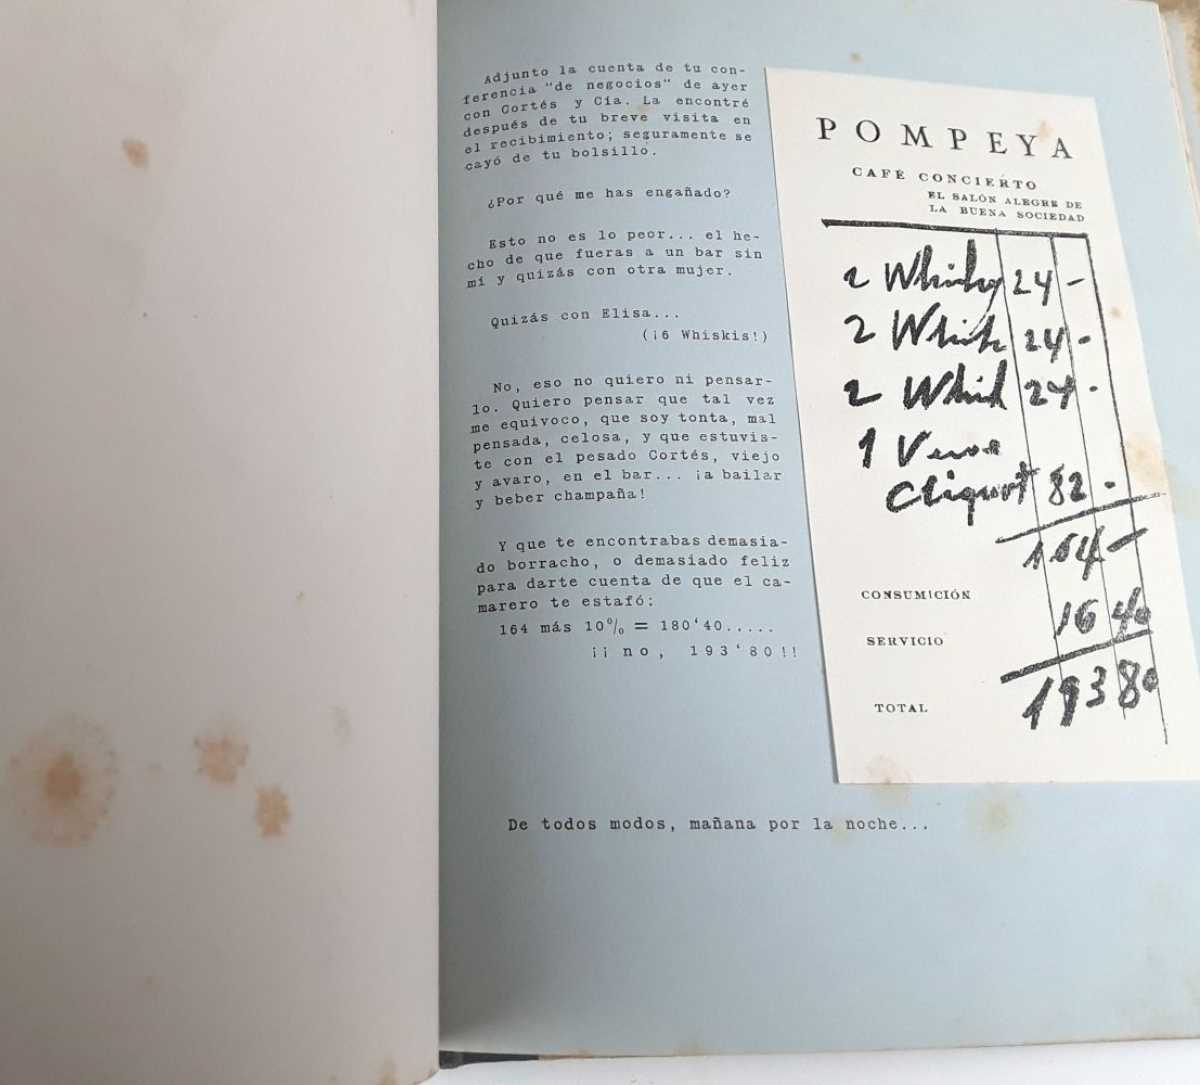 Adjunto la cuenta de tu con-
ferencia "de negocios" de ayer
con Cortés y Cia. La encontré
después de tu breve visita en
el recibimiento; seguramente se
cayó de tu bolsillo.
¿Por qué me has engañado?
Esto no es lo peor... el he-
cho de que fueras a un bar sin
mí y quizás con otra mujer.
Quizás con Elisa...
(¡6 Whiskis!)
No, eso no quiero ni pensar-
lo. Quiero pensar que tal vez
me equivoco, que soy tonta, mal
pensada, celosa, y que estuvis-
te con el pesado Cortés, viejo
y avaro, en el bar... ¡a bailar
y beber champaña!
Y que te encontrabas demasia-
do borracho, o demasiado feliz
para darte cuenta de que el ca-
marero te estafó:
164 más 10% = 180'40.....
¡¡no, 193'80!!
De todos modos, mañana por la noche...
POMPEYA
CAFÉ CONCIERTO
EL SALÓN ALEGRE DE
LA BUENA SOCIEDAD
2 Whisky 24 -
2 Whisk 24 -
2 Whisk 24 -
1 Veuve
Cliquot 82 -
164 -
CONSUMICIÓN
16 40
SERVICIO
193 80
TOTAL